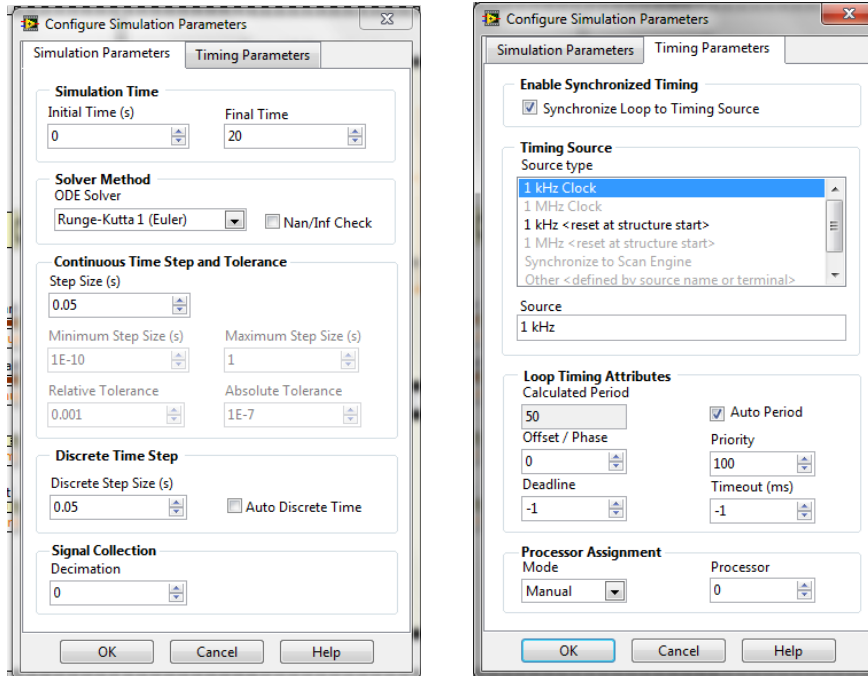 Configure Simulation Parameters
Simulation Parameters Timing Parameters
Simulation Time
Initial Time (s) Final Time
0 20
Solver Method
ODE Solver
Runge-Kutta 1 (Euler) Nan/Inf Check
Continuous Time Step and Tolerance
Step Size (s)
0.05
Minimum Step Size (s) Maximum Step Size (s)
1E-10 1
Relative Tolerance Absolute Tolerance
0.001 1E-7
Discrete Time Step
Discrete Step Size (s)
0.05 Auto Discrete Time
Signal Collection
Decimation
0
OK Cancel Help
Configure Simulation Parameters
Simulation Parameters Timing Parameters
Enable Synchronized Timing
Synchronize Loop to Timing Source
Timing Source
Source type
1 kHz Clock
1 MHz Clock
1 kHz <reset at structure start>
1 MHz <reset at structure start>
Synchronize to Scan Engine
Other <defined by source name or terminal>
Source
1 kHz
Loop Timing Attributes
Calculated Period
50 Auto Period
Offset / Phase Priority
0 100
Deadline Timeout (ms)
-1 -1
Processor Assignment
Mode Processor
Manual 0
OK Cancel Help